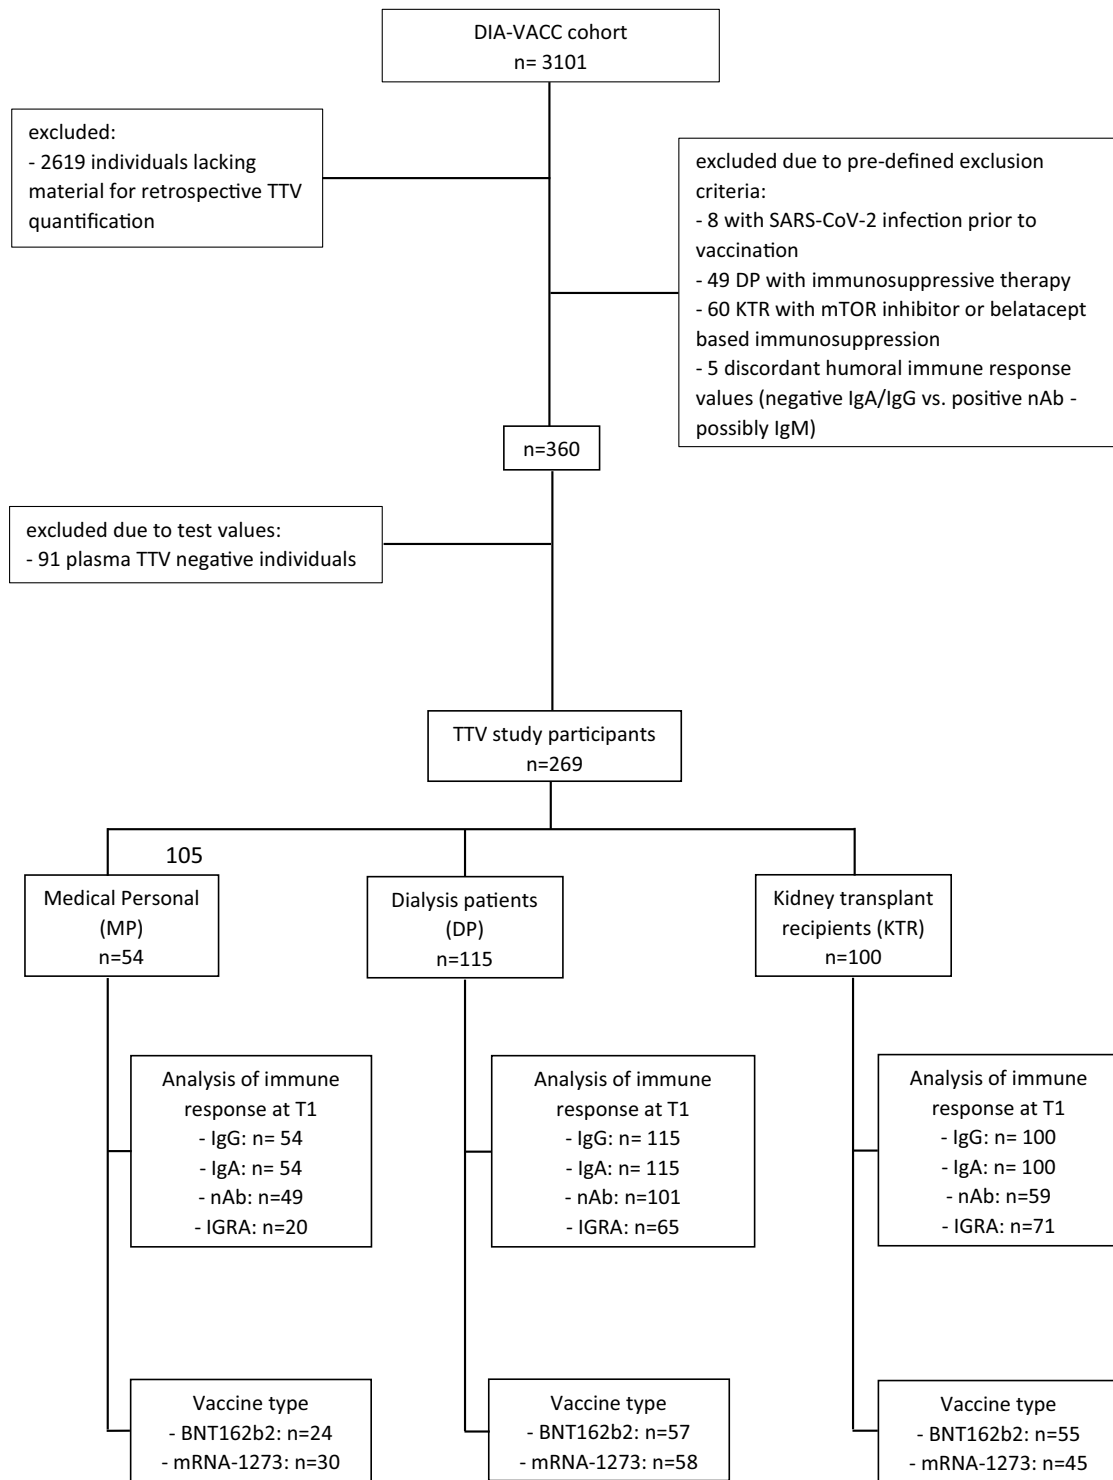 DIA-VACC cohort
n= 3101
excluded:
- 2619 individuals lacking
material for retrospective TTV
quantification
excluded due to pre-defined exclusion
criteria:
- 8 with SARS-CoV-2 infection prior to
vaccination
- 49 DP with immunosuppressive therapy
- 60 KTR with mTOR inhibitor or belatacept
based immunosuppression
- 5 discordant humoral immune response
values (negative IgA/IgG vs. positive nAb -
possibly IgM)
n=360
excluded due to test values:
- 91 plasma TTV negative individuals
TTV study participants
n=269
105
Medical Personal
(MP)
n=54
Dialysis patients
(DP)
n=115
Kidney transplant
recipients (KTR)
n=100
Analysis of immune
response at T1
- IgG: n= 54
- IgA: n= 54
- nAb: n=49
- IGRA: n=20
Analysis of immune
response at T1
- IgG: n= 115
- IgA: n= 115
- nAb: n=101
- IGRA: n=65
Analysis of immune
response at T1
- IgG: n= 100
- IgA: n= 100
- nAb: n=59
- IGRA: n=71
Vaccine type
- BNT162b2: n=24
- mRNA-1273: n=30
Vaccine type
- BNT162b2: n=57
- mRNA-1273: n=58
Vaccine type
- BNT162b2: n=55
- mRNA-1273: n=45